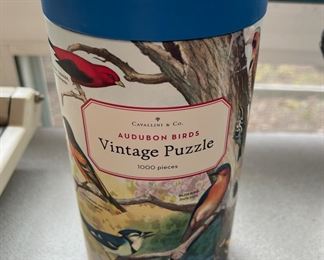 CAVALLINI & Co.
AUDUBON BIRDS
Vintage Puzzle
1000 pieces